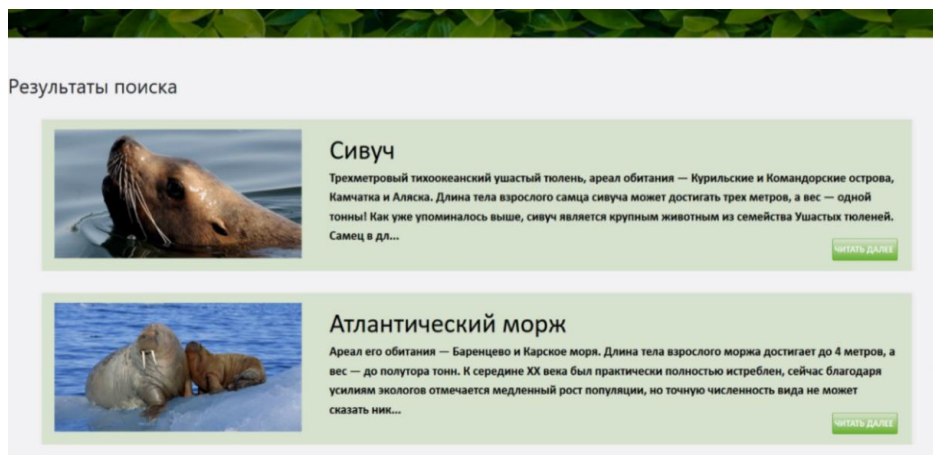 Результаты поиска
Сивуч
Трехметровый тихоокеанский ушастый тюлень, ареал обитания — Курильские и Командорские острова,
Камчатка и Аляска. Длина тела взрослого самца сивуча может достигать трех метров, а вес — одной
тонны! Как уже упоминалось выше, сивуч является крупным животным из семейства Ушастых тюленей.
Самец в дл...
ЧИТАТЬ ДАЛЕЕ
Атлантический морж
Ареал его обитания — Баренцево и Карское моря. Длина тела взрослого моржа достигает до 4 метров, а
вес — до полутора тонн. К середине XX века был практически полностью истреблен, сейчас благодаря
усилиям экологов отмечается медленный рост популяции, но точную численность вида не может
сказать ник...
ЧИТАТЬ ДАЛЕЕ